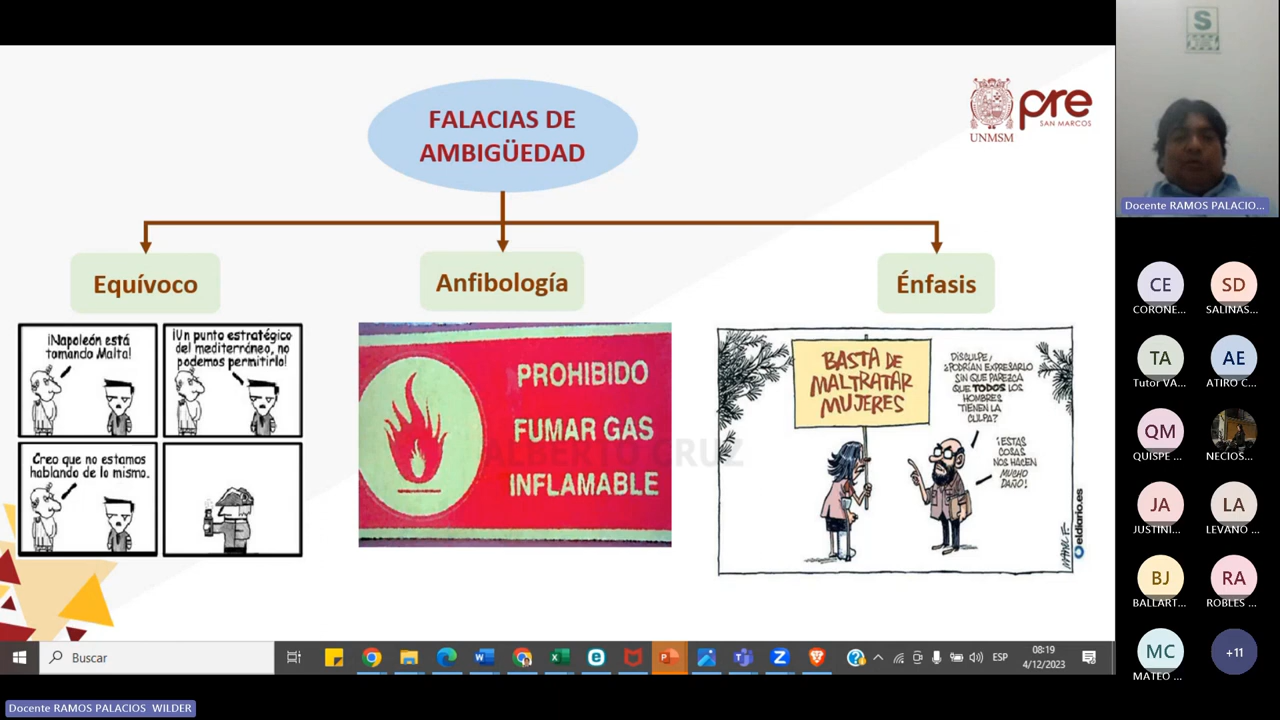 FALACIAS DE
AMBIGÜEDAD
UNMSM
pre
SAN MARCOS
Equívoco
Anfibología
Énfasis
¡Napoleón está
tomando Malta!
¡Un punto estratégico
del mediterráneo, no
podemos permitirlo!
Creo que no estamos
hablando de lo mismo.
PROHIBIDO
FUMAR GAS
INFLAMABLE
ALBERTO CRUZ
BASTA DE
MALTRATAR
MUJERES
DISCULPE,
¿PODRÍAN EXPRESARLO
SIN QUE PAREZCA
QUE TODOS LOS
HOMBRES
TIENEN LA
CULPA?
¡ESTAS
COSAS
NOS HACEN
MUCHO
DAÑO!
eldiario.es
S
Docente RAMOS PALACIO...
CE
CORONE...
SD
SALINAS...
TA
Tutor VA...
AE
ATIRO C...
QM
QUISPE ...
NECIOS...
JA
JUSTINI...
LA
LEVANO ...
BJ
BALLART...
RA
ROBLES ...
MC
MATEO ...
+11
Buscar
ESP
08:19
4/12/2023
Docente RAMOS PALACIOS WILDER